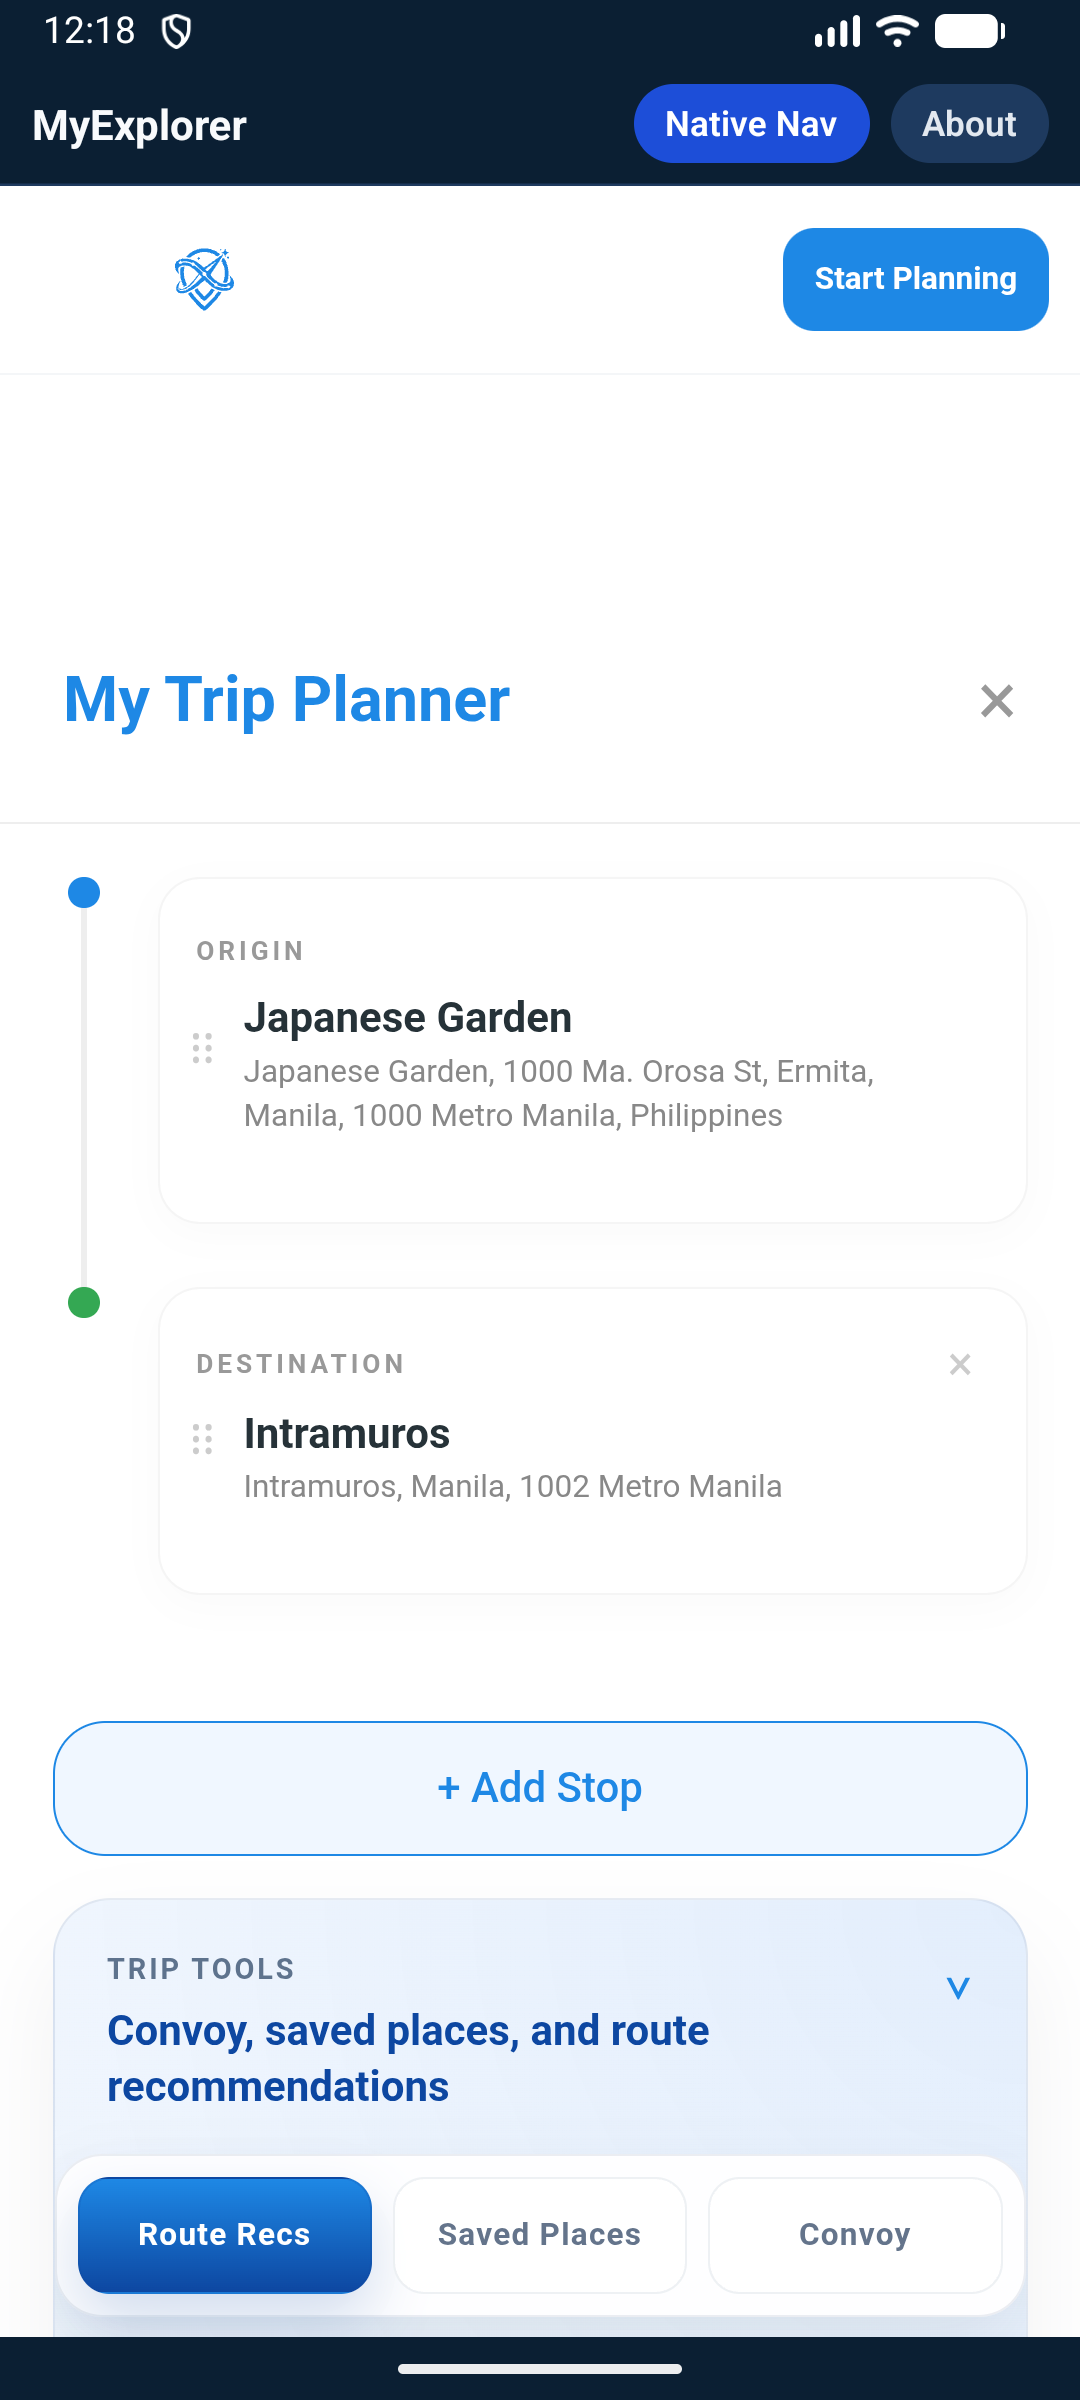 12:18
MyExplorer
Native Nav
About
Start Planning
My Trip Planner
ORIGIN
Japanese Garden
Japanese Garden, 1000 Ma. Orosa St, Ermita,
Manila, 1000 Metro Manila, Philippines
DESTINATION
Intramuros
Intramuros, Manila, 1002 Metro Manila
+ Add Stop
TRIP TOOLS
Convoy, saved places, and route
recommendations
Route Recs
Saved Places
Convoy